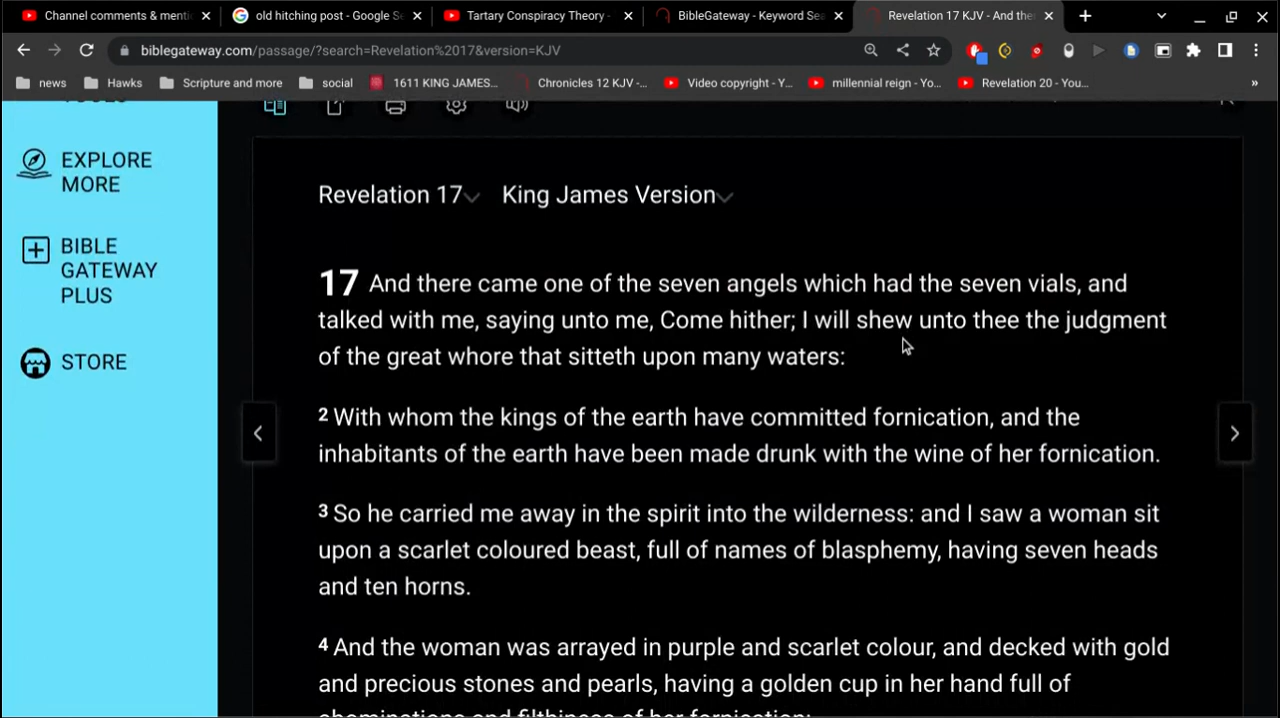 Channel comments & menti
old hitching post - Google Se
Tartary Conspiracy Theory -
BibleGateway - Keyword Sea
Revelation 17 KJV - And the
biblegateway.com/passage/?search=Revelation%2017&version=KJV
news
Hawks
Scripture and more
social
1611 KING JAMES...
Chronicles 12 KJV -...
Video copyright - Y...
millennial reign - Yo...
Revelation 20 - You...
»
TOOLS
EXPLORE
MORE
BIBLE
GATEWAY
PLUS
STORE
Revelation 17 King James Version
17 And there came one of the seven angels which had the seven vials, and
talked with me, saying unto me, Come hither; I will shew unto thee the judgment
of the great whore that sitteth upon many waters:
2 With whom the kings of the earth have committed fornication, and the
inhabitants of the earth have been made drunk with the wine of her fornication.
3 So he carried me away in the spirit into the wilderness: and I saw a woman sit
upon a scarlet coloured beast, full of names of blasphemy, having seven heads
and ten horns.
4 And the woman was arrayed in purple and scarlet colour, and decked with gold
and precious stones and pearls, having a golden cup in her hand full of
abominations and filthiness of her fornication: